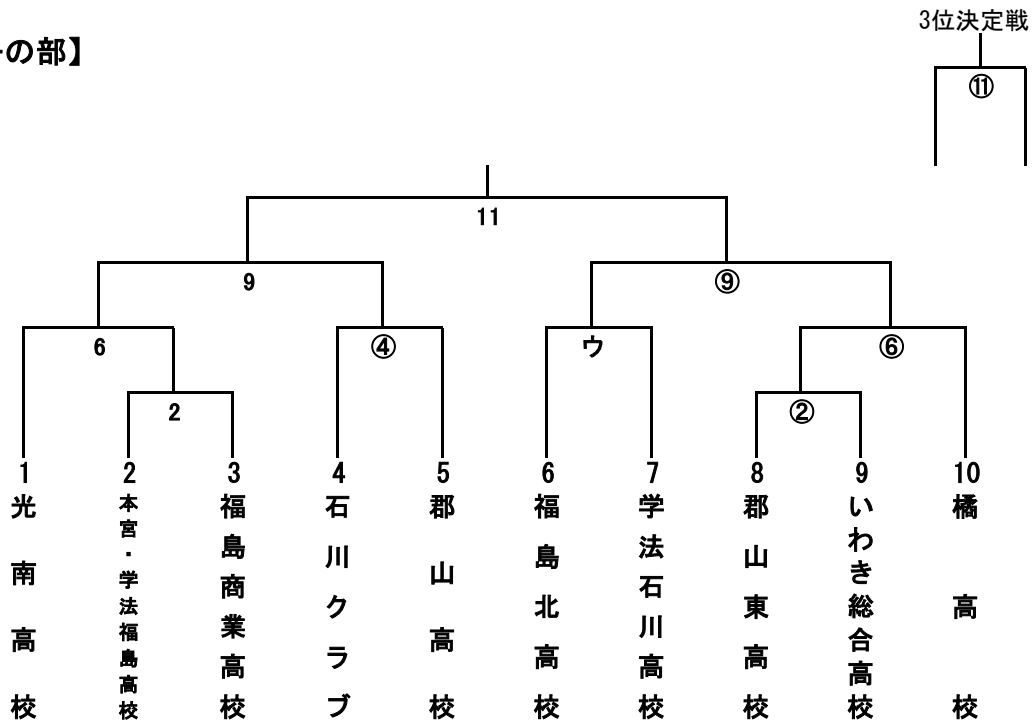 3位決定戦
の部】
⑪
11
9
⑨
6
④
ウ
⑥
2
②
1
2
3
4
5
6
7
8
9
10
光南高校
本宮・学法福島高校
福島商業高校
石川クラブ
郡山高校
福島北高校
学法石川高校
郡山東高校
いわき総合高校
橘高校